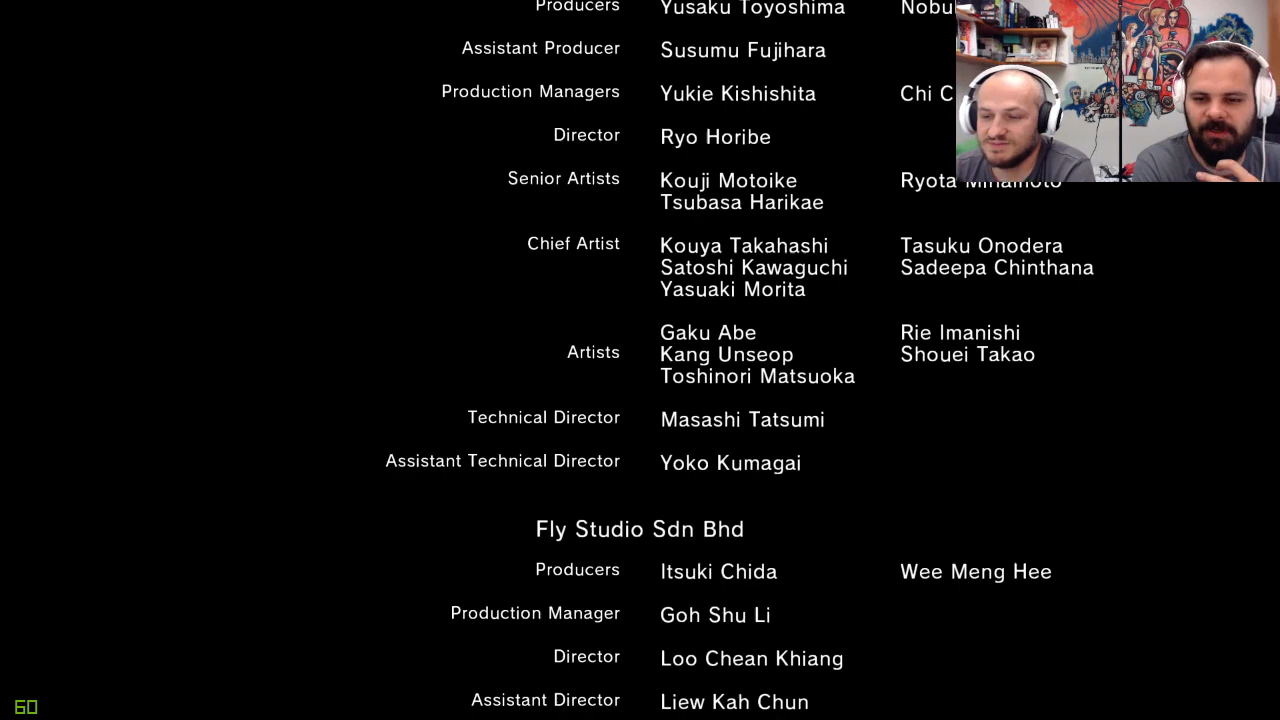 Producers Yusaku Toyoshima Nobu
Assistant Producer Susumu Fujihara
Production Managers Yukie Kishishita Chi C
Director Ryo Horibe
Senior Artists Kouji Motoike Ryota
Tsubasa Harikae
Chief Artist Kouya Takahashi Tasuku Onodera
Satoshi Kawaguchi Sadeepa Chinthana
Yasuaki Morita
Gaku Abe Rie Imanishi
Artists Kang Unseop Shouei Takao
Toshinori Matsuoka
Technical Director Masashi Tatsumi
Assistant Technical Director Yoko Kumagai
Fly Studio Sdn Bhd
Producers Itsuki Chida Wee Meng Hee
Production Manager Goh Shu Li
Director Loo Chean Khiang
Assistant Director Liew Kah Chun
60